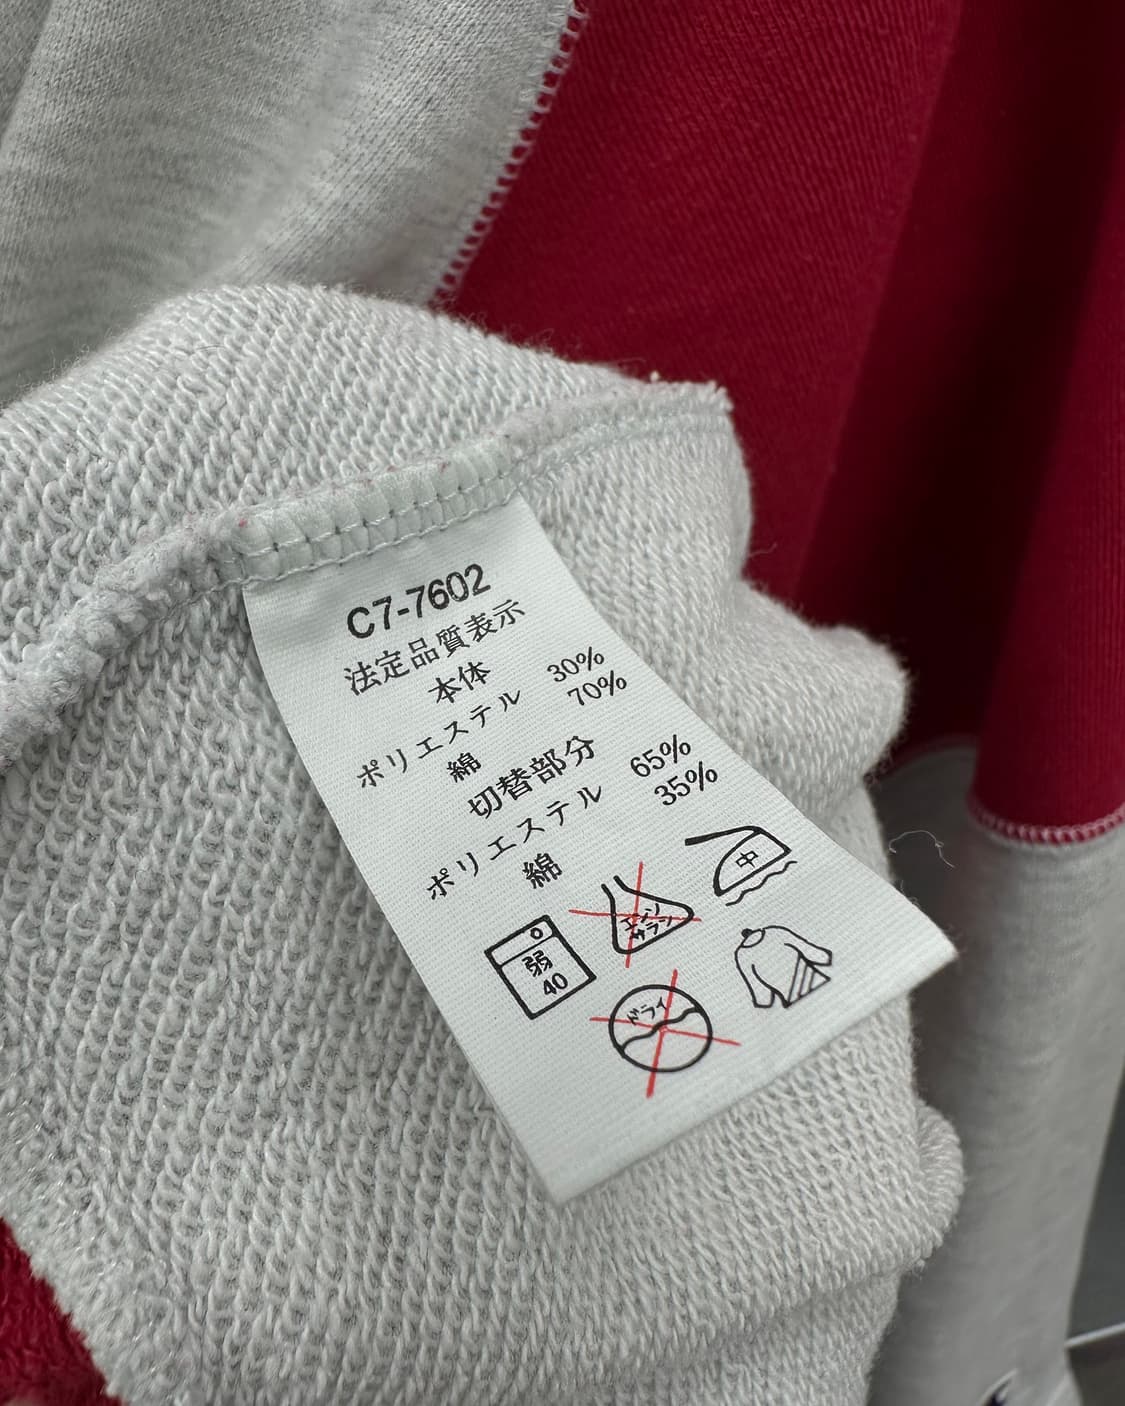 C7-7602
法定品質表示
本体
ポリエステル 30%
綿 70%
切替部分
ポリエステル 65%
綿 35%
弱
40
エンソ
サラシ
中
ドライ